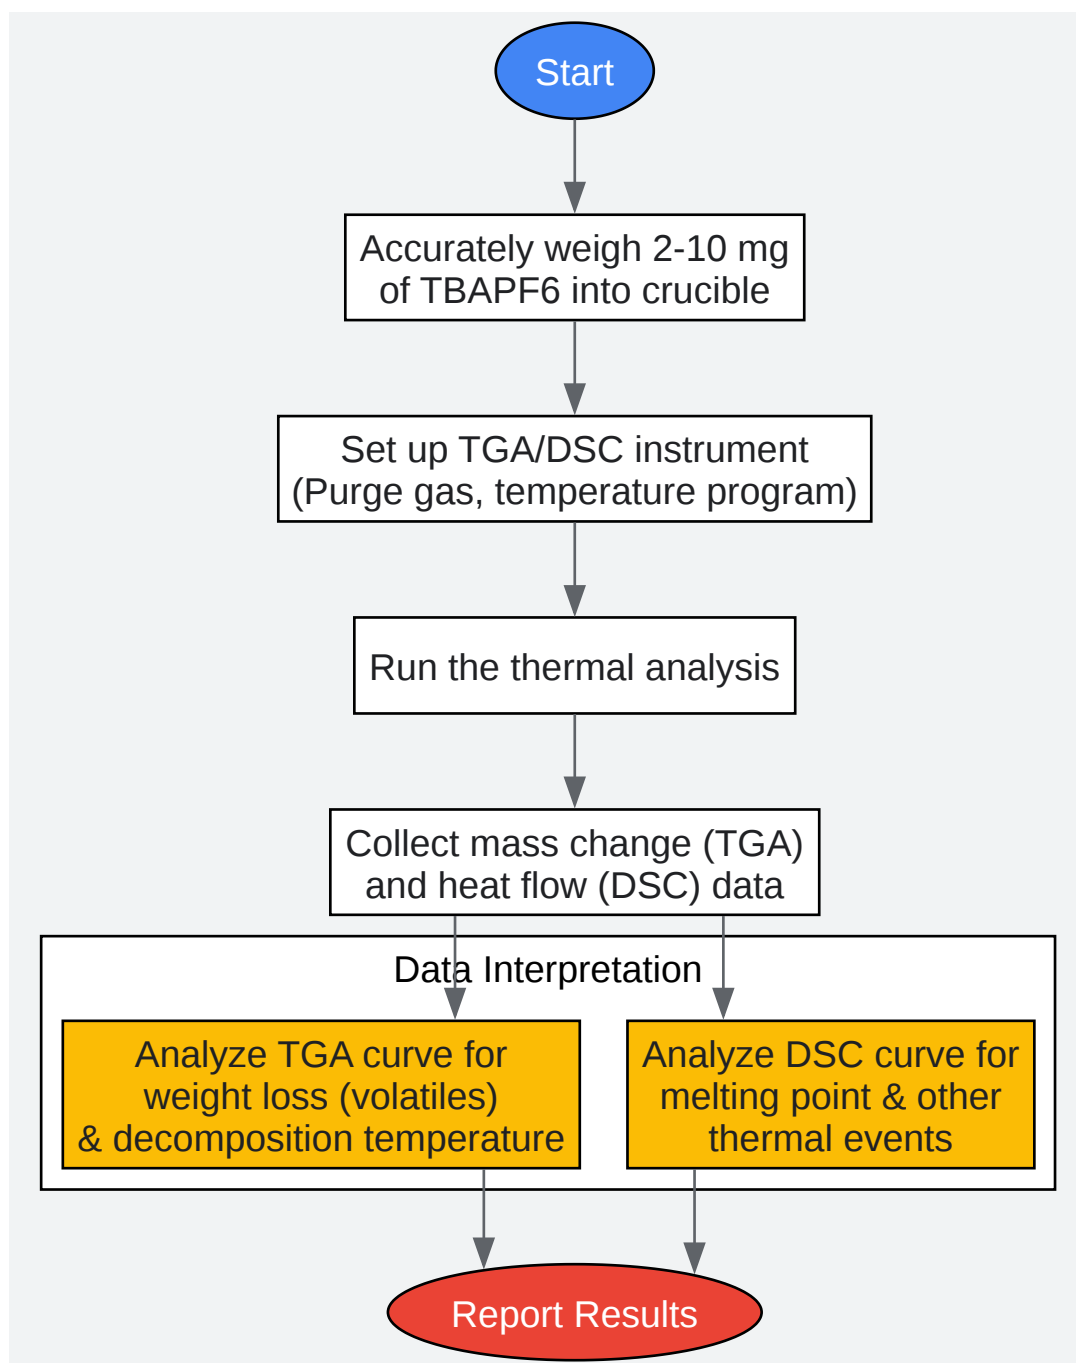 Start
Accurately weigh 2-10 mg
of TBAPF6 into crucible
Set up TGA/DSC instrument
(Purge gas, temperature program)
Run the thermal analysis
Collect mass change (TGA)
and heat flow (DSC) data
Data Interpretation
Analyze TGA curve for
weight loss (volatiles)
& decomposition temperature
Analyze DSC curve for
melting point & other
thermal events
Report Results